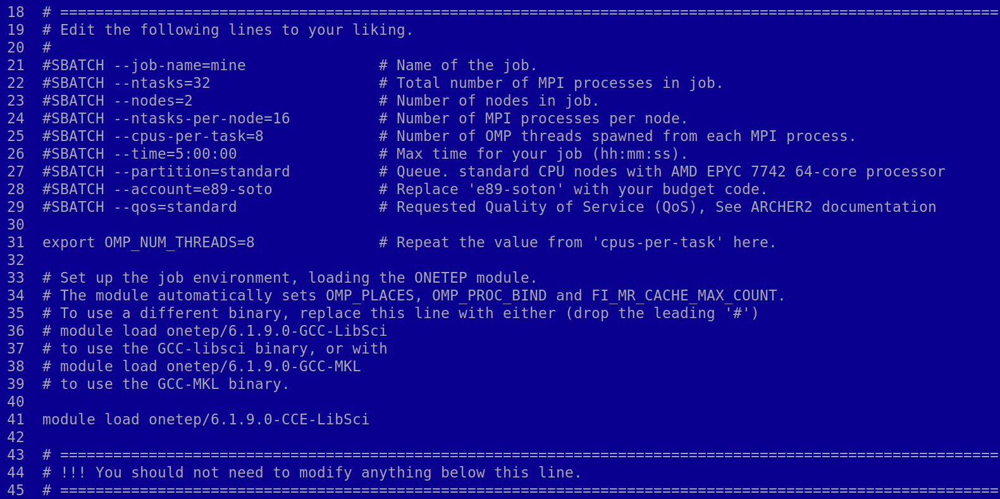 18  # ==========================================================================================================
19  # Edit the following lines to your liking.
20  #
21  #SBATCH --job-name=mine               # Name of the job.
22  #SBATCH --ntasks=32                   # Total number of MPI processes in job.
23  #SBATCH --nodes=2                     # Number of nodes in job.
24  #SBATCH --ntasks-per-node=16          # Number of MPI processes per node.
25  #SBATCH --cpus-per-task=8             # Number of OMP threads spawned from each MPI process.
26  #SBATCH --time=5:00:00                # Max time for your job (hh:mm:ss).
27  #SBATCH --partition=standard          # Queue. standard CPU nodes with AMD EPYC 7742 64-core processor
28  #SBATCH --account=e89-soto            # Replace 'e89-soton' with your budget code.
29  #SBATCH --qos=standard                # Requested Quality of Service (QoS), See ARCHER2 documentation
30
31  export OMP_NUM_THREADS=8              # Repeat the value from 'cpus-per-task' here.
32
33  # Set up the job environment, loading the ONETEP module.
34  # The module automatically sets OMP_PLACES, OMP_PROC_BIND and FI_MR_CACHE_MAX_COUNT.
35  # To use a different binary, replace this line with either (drop the leading '#')
36  # module load onetep/6.1.9.0-GCC-LibSci
37  # to use the GCC-libsci binary, or with
38  # module load onetep/6.1.9.0-GCC-MKL
39  # to use the GCC-MKL binary.
40
41  module load onetep/6.1.9.0-CCE-LibSci
42
43  # ==========================================================================================================
44  # !!! You should not need to modify anything below this line.
45  # ==========================================================================================================